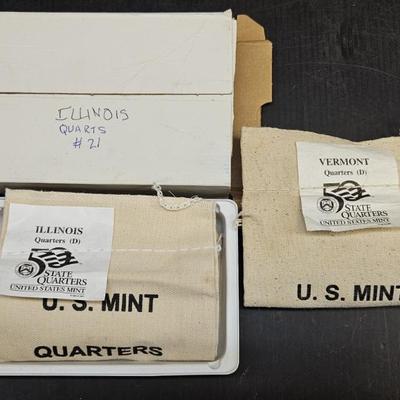 ILLINOIS
QUARTS
# 21
VERMONT
Quarters (D)
50
STATE
QUARTERS
UNITED STATES MINT
U. S. MINT
ILLINOIS
Quarters (D)
50
STATE
QUARTERS
UNITED STATES MINT
U. S. MINT
QUARTERS